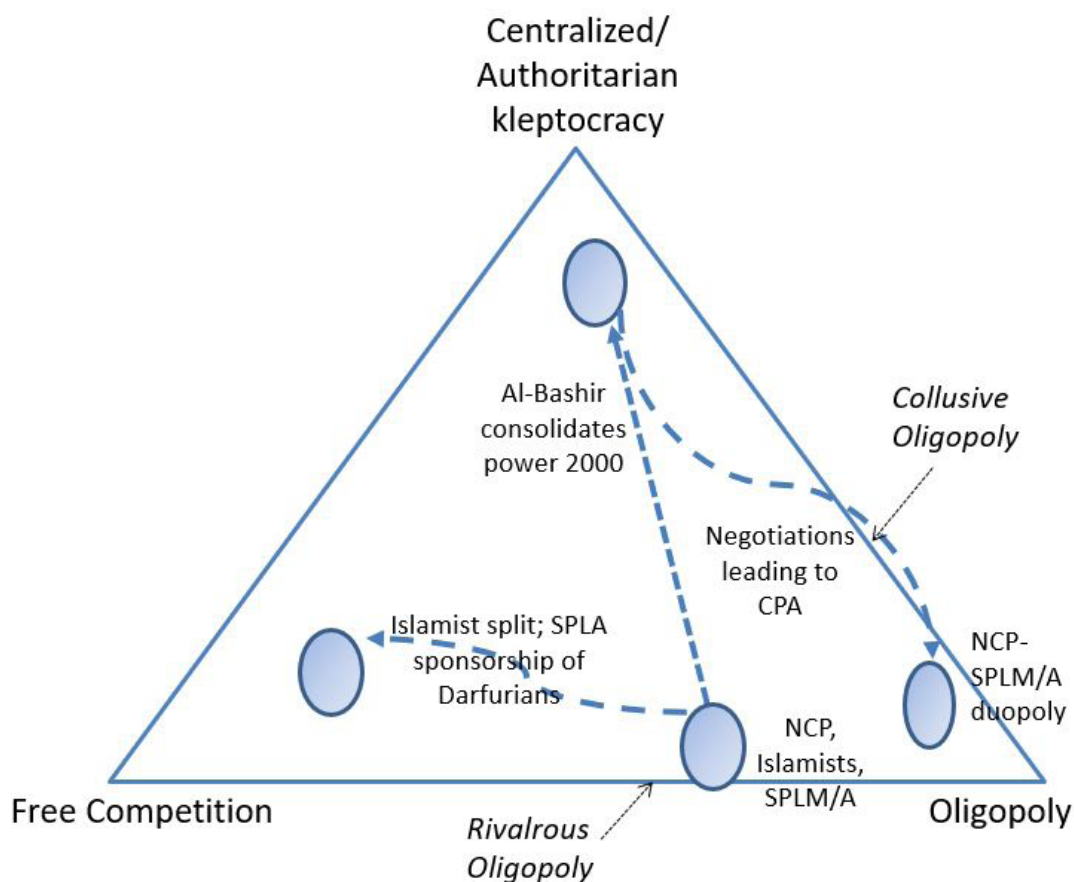 Centralized/
Authoritarian
kleptocracy
Al-Bashir
consolidates
power 2000
Collusive
Oligopoly
Negotiations
leading to
CPA
Islamist split; SPLA
sponsorship of
Darfurians
NCP-
SPLM/A
duopoly
NCP,
Islamists,
SPLM/A
Free Competition
Oligopoly
Rivalrous
Oligopoly